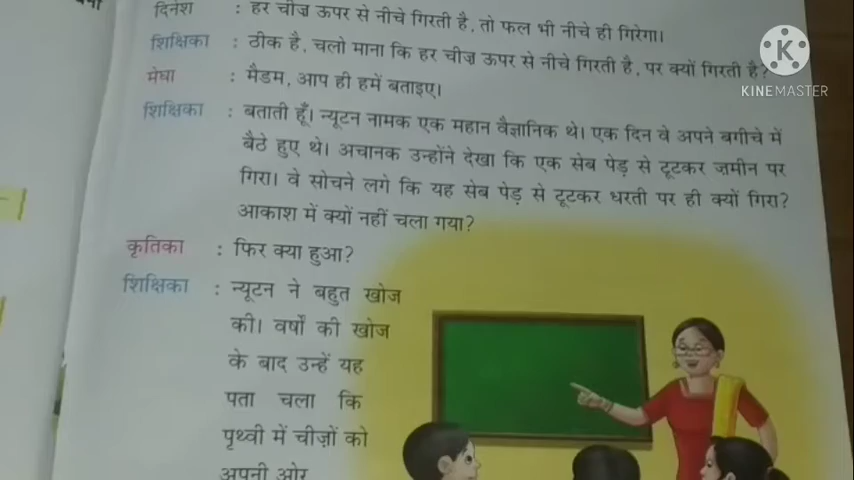 दिनेश : हर चीज़ ऊपर से नीचे गिरती है, तो फल भी नीचे ही गिरेगा।
शिक्षिका : ठीक है, चलो माना कि हर चीज़ ऊपर से नीचे गिरती है, पर क्यों गिरती है?
मेघा : मैडम, आप ही हमें बताइए।
शिक्षिका : बताती हूँ। न्यूटन नामक एक महान वैज्ञानिक थे। एक दिन वे अपने बगीचे में
बैठे हुए थे। अचानक उन्होंने देखा कि एक सेब पेड़ से टूटकर ज़मीन पर
गिरा। वे सोचने लगे कि यह सेब पेड़ से टूटकर धरती पर ही क्यों गिरा?
आकाश में क्यों नहीं चला गया?
कृतिका : फिर क्या हुआ?
शिक्षिका : न्यूटन ने बहुत खोज
की। वर्षों की खोज
के बाद उन्हें यह
पता चला कि
पृथ्वी में चीज़ों को
अपनी ओर
K
KINEMASTER